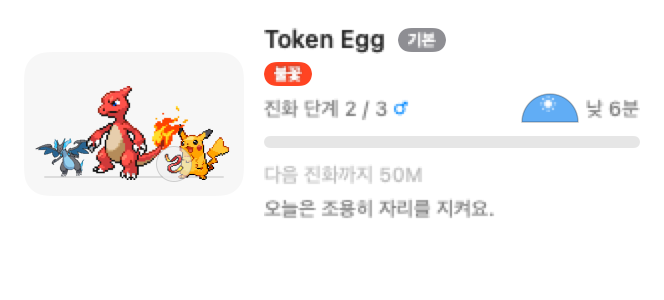 Token Egg 기본
불꽃
진화 단계 2 / 3 ♂ 낮 6분
다음 진화까지 50M
오늘은 조용히 자리를 지켜요.